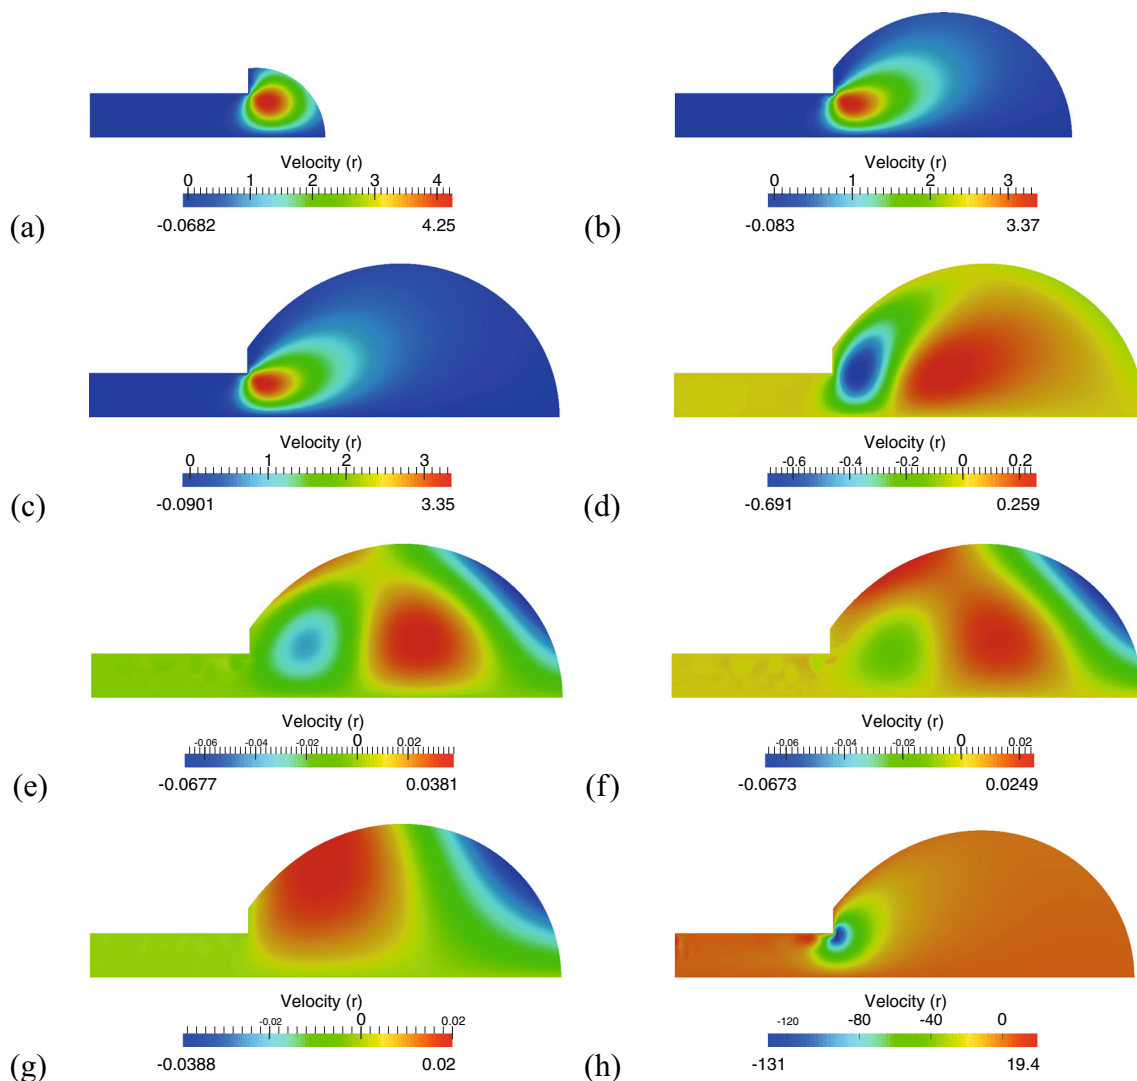 Velocity (r)
0 1 2 3 4
(a) -0.0682 4.25
Velocity (r)
0 1 2 3
(b) -0.083 3.37
Velocity (r)
0 1 2 3
(c) -0.0901 3.35
Velocity (r)
-0.6 -0.4 -0.2 0 0.2
(d) -0.691 0.259
Velocity (r)
-0.06 -0.04 -0.02 0 0.02
(e) -0.0677 0.0381
Velocity (r)
-0.06 -0.04 -0.02 0 0.02
(f) -0.0673 0.0249
Velocity (r)
-0.02 0 0.02
(g) -0.0388 0.02
Velocity (r)
-120 -80 -40 0
(h) -131 19.4